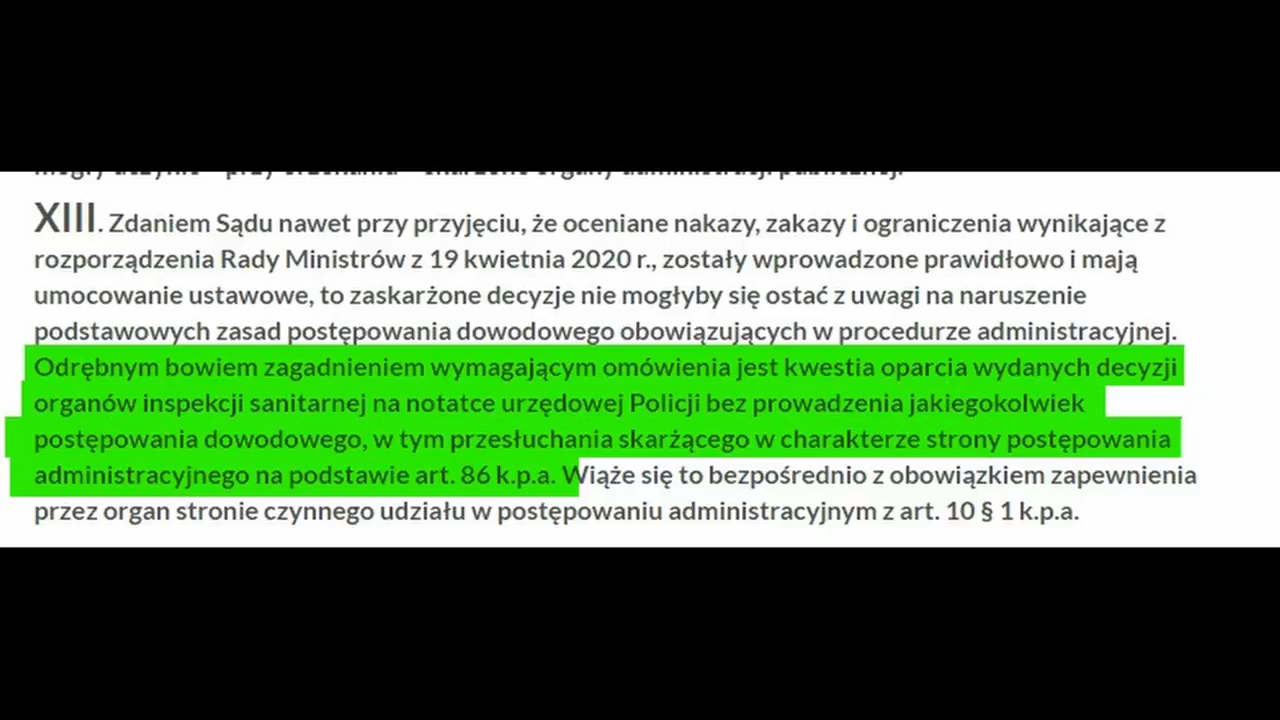 XIII. Zdaniem Sądu nawet przy przyjęciu, że oceniane nakazy, zakazy i ograniczenia wynikające z
rozporządzenia Rady Ministrów z 19 kwietnia 2020 r., zostały wprowadzone prawidłowo i mają
umocowanie ustawowe, to zaskarżone decyzje nie mogłyby się ostać z uwagi na naruszenie
podstawowych zasad postępowania dowodowego obowiązujących w procedurze administracyjnej.
Odrębnym bowiem zagadnieniem wymagającym omówienia jest kwestia oparcia wydanych decyzji
organów inspekcji sanitarnej na notatce urzędowej Policji bez prowadzenia jakiegokolwiek
postępowania dowodowego, w tym przesłuchania skarżącego w charakterze strony postępowania
administracyjnego na podstawie art. 86 k.p.a. Wiąże się to bezpośrednio z obowiązkiem zapewnienia
przez organ stronie czynnego udziału w postępowaniu administracyjnym z art. 10 § 1 k.p.a.